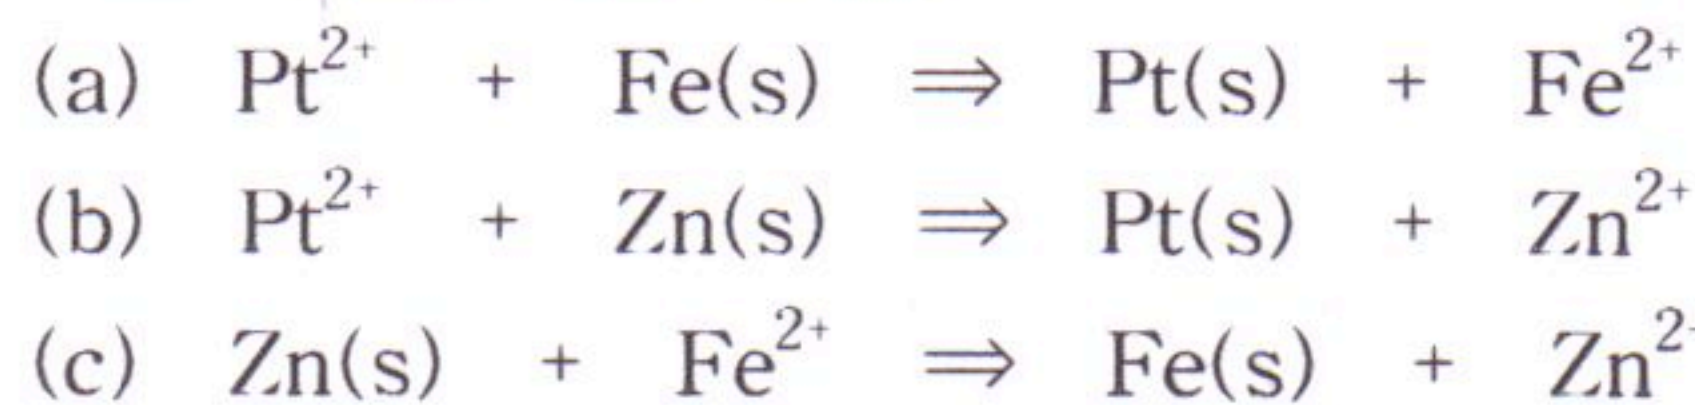 (a) Pt²⁺ + Fe(s) ⇒ Pt(s) + Fe²⁺
(b) Pt²⁺ + Zn(s) ⇒ Pt(s) + Zn²⁺
(c) Zn(s) + Fe²⁺ ⇒ Fe(s) + Zn²